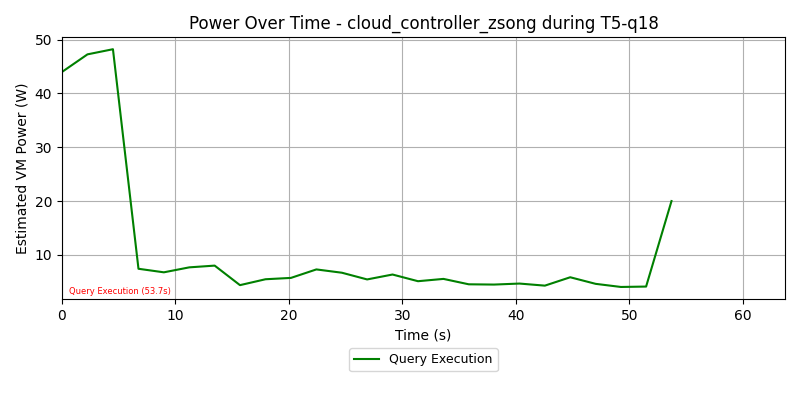 Power Over Time - cloud_controller_zsong during T5-q18
Estimated VM Power (W)
50
40
30
20
10
Query Execution (53.7s)
0 10 20 30 40 50 60
Time (s)
Query Execution